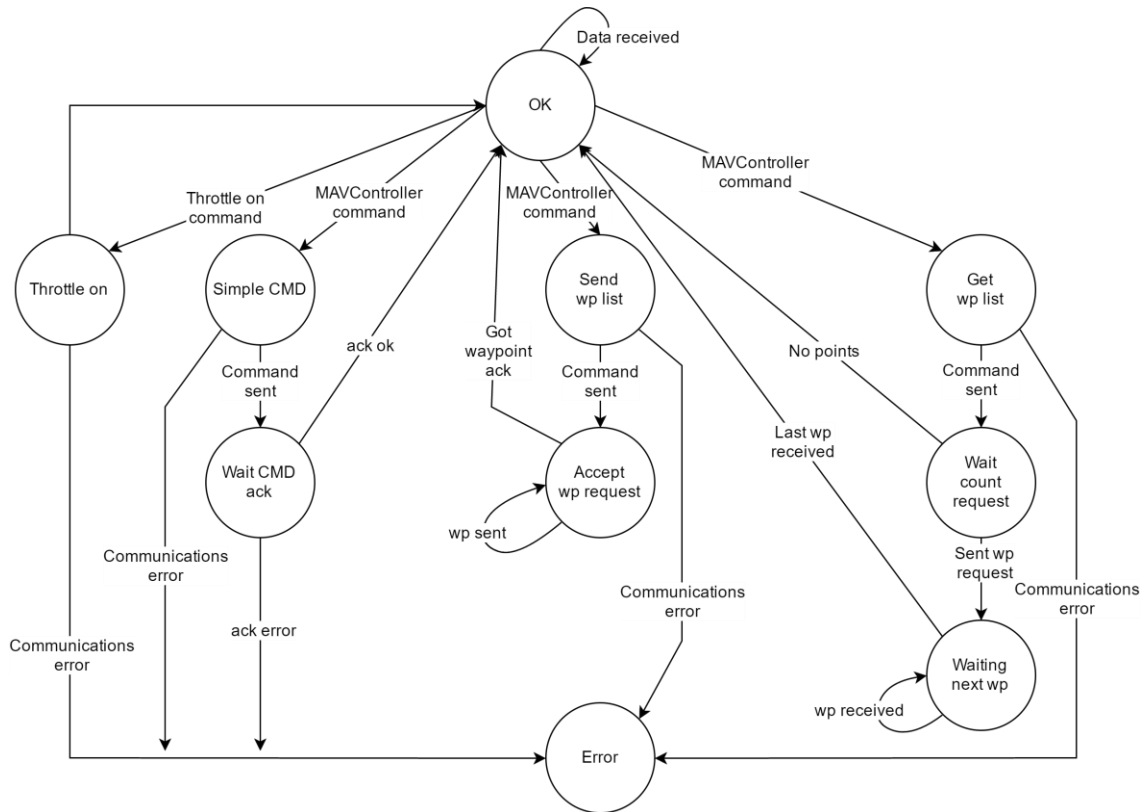 Data received
OK
MAVController
command
Throttle on
command
MAVController
command
MAVController
command
Throttle on
Simple CMD
Send
wp list
Get
wp list
ack ok
Got
waypoint
ack
No points
Command
sent
Command
sent
Command
sent
Last wp
received
Wait CMD
ack
Accept
wp request
Wait
count
request
wp sent
Communications
error
Sent wp
request
Communications
error
Communications
error
ack error
Communications
error
Waiting
next wp
wp received
Error